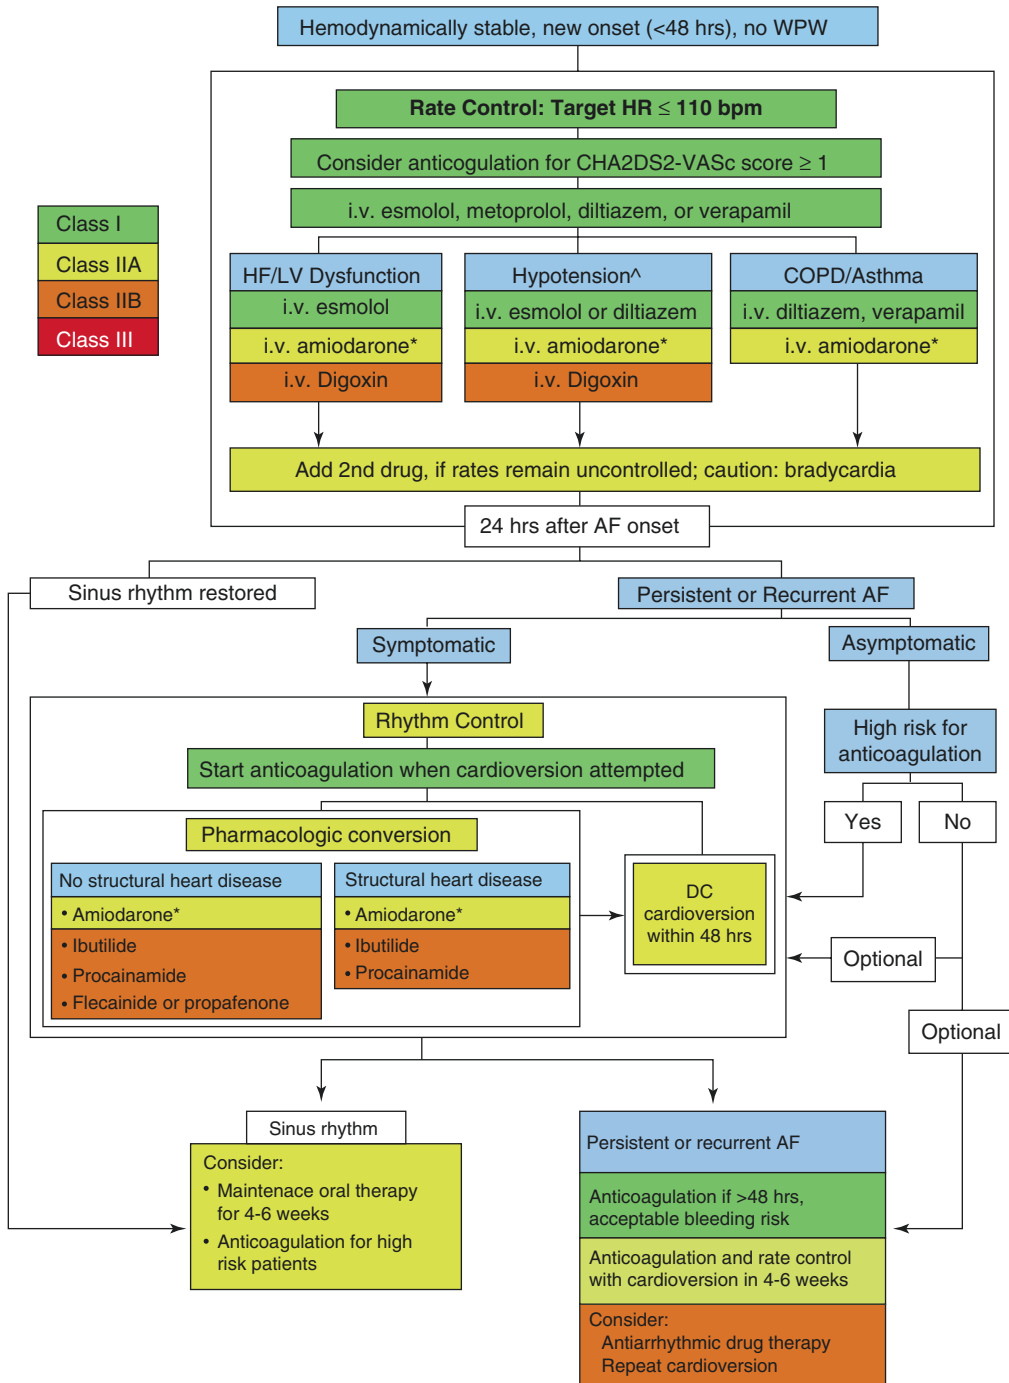 Hemodynamically stable, new onset (<48 hrs), no WPW
Rate Control: Target HR ≤ 110 bpm
Consider anticogulation for CHA2DS2-VASc score ≥ 1
i.v. esmolol, metoprolol, diltiazem, or verapamil
Class I
Class IIA
Class IIB
Class III
HF/LV Dysfunction
i.v. esmolol
i.v. amiodarone*
i.v. Digoxin
Hypotension^
i.v. esmolol or diltiazem
i.v. amiodarone*
i.v. Digoxin
COPD/Asthma
i.v. diltiazem, verapamil
i.v. amiodarone*
Add 2nd drug, if rates remain uncontrolled; caution: bradycardia
24 hrs after AF onset
Sinus rhythm restored
Persistent or Recurrent AF
Symptomatic
Asymptomatic
Rhythm Control
Start anticoagulation when cardioversion attempted
High risk for
anticoagulation
Yes
No
Pharmacologic conversion
No structural heart disease
• Amiodarone*
• Ibutilide
• Procainamide
• Flecainide or propafenone
Structural heart disease
• Amiodarone*
• Ibutilide
• Procainamide
DC
cardioversion
within 48 hrs
Optional
Optional
Sinus rhythm
Consider:
• Maintenace oral therapy
for 4-6 weeks
• Anticoagulation for high
risk patients
Persistent or recurrent AF
Anticoagulation if >48 hrs,
acceptable bleeding risk
Anticoagulation and rate control
with cardioversion in 4-6 weeks
Consider:
Antiarrhythmic drug therapy
Repeat cardioversion